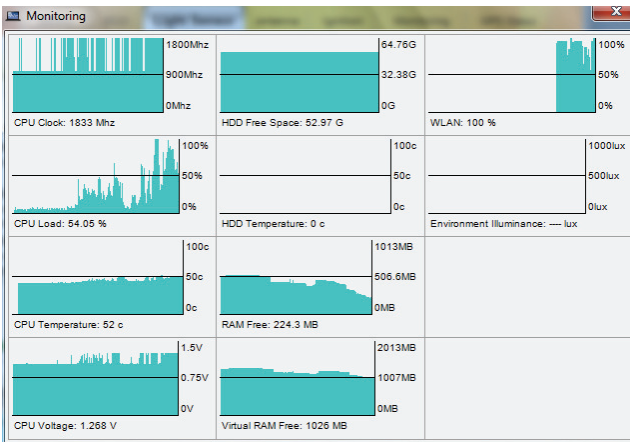 Monitoring
1800Mhz
900Mhz
0Mhz
CPU Clock: 1833 Mhz
64.76G
32.38G
0G
HDD Free Space: 52.97 G
100%
50%
0%
WLAN: 100 %
100%
50%
0%
CPU Load: 54.05 %
100c
50c
0c
HDD Temperature: 0 c
1000lux
500lux
0lux
Environment Illuminance: ---- lux
100c
50c
0c
CPU Temperature: 52 c
1013MB
506.6MB
0MB
RAM Free: 224.3 MB
1.5V
0.75V
0V
CPU Voltage: 1.268 V
2013MB
1007MB
0MB
Virtual RAM Free: 1026 MB